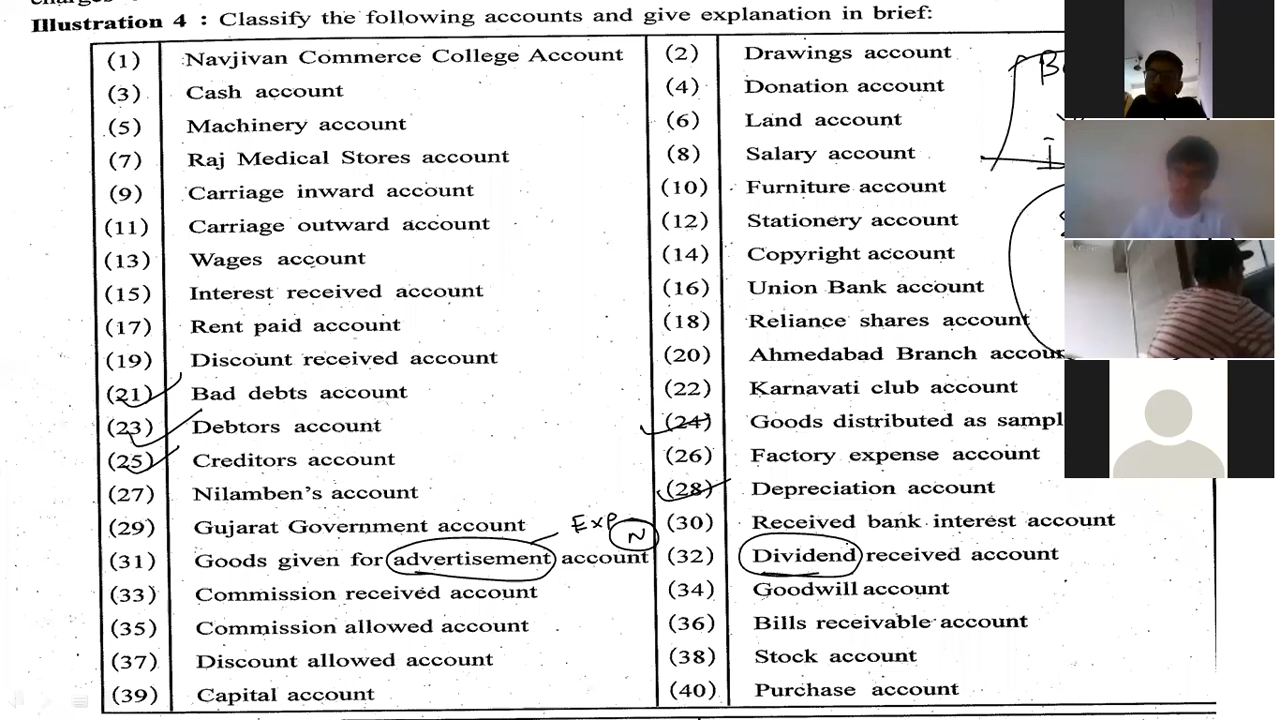 Illustration 4 : Classify the following accounts and give explanation in brief:
(1) Navjivan Commerce College Account (2) Drawings account
(3) Cash account (4) Donation account
(5) Machinery account (6) Land account
(7) Raj Medical Stores account (8) Salary account
(9) Carriage inward account (10) Furniture account
(11) Carriage outward account (12) Stationery account
(13) Wages account (14) Copyright account
(15) Interest received account (16) Union Bank account
(17) Rent paid account (18) Reliance shares account
(19) Discount received account (20) Ahmedabad Branch accou
(21) Bad debts account (22) Karnavati club account
(23) Debtors account (24) Goods distributed as sampl
(25) Creditors account (26) Factory expense account
(27) Nilamben's account (28) Depreciation account
(29) Gujarat Government account Exp N (30) Received bank interest account
(31) Goods given for advertisement account (32) Dividend received account
(33) Commission received account (34) Goodwill account
(35) Commission allowed account (36) Bills receivable account
(37) Discount allowed account (38) Stock account
(39) Capital account (40) Purchase account